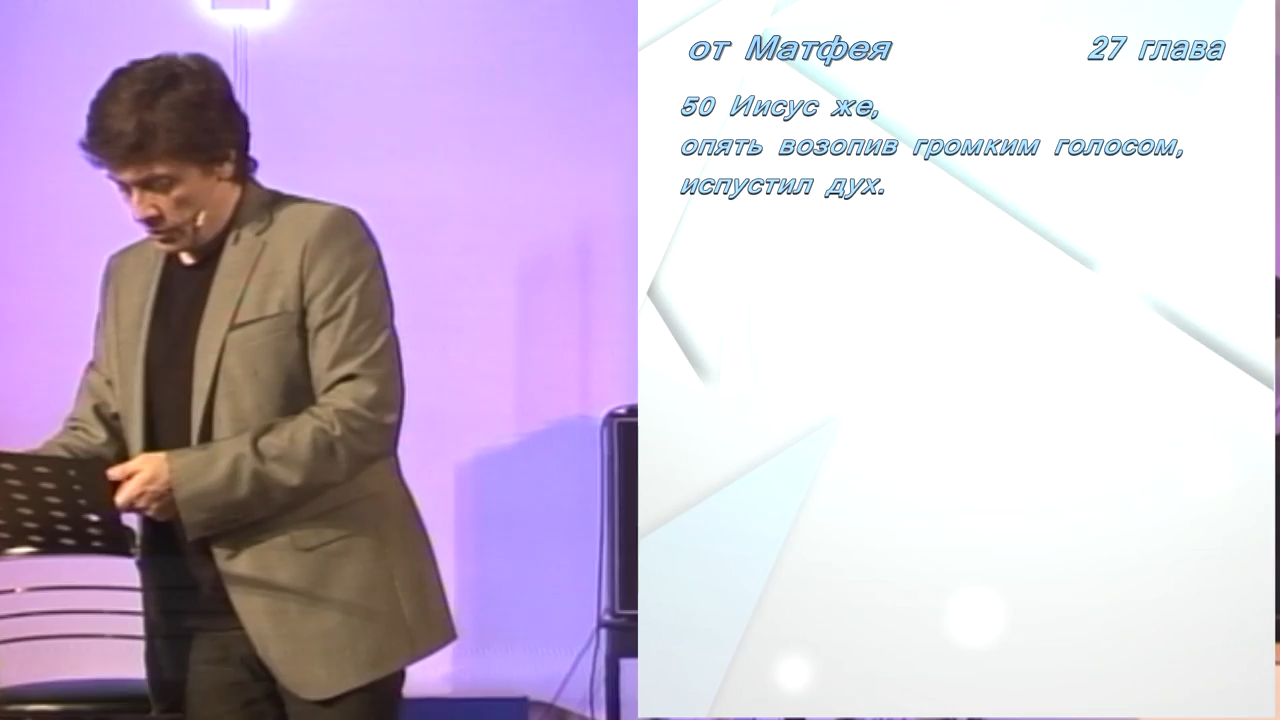 от Матфея 27 глава
50 Иисус же,
опять возопив громким голосом,
испустил дух.